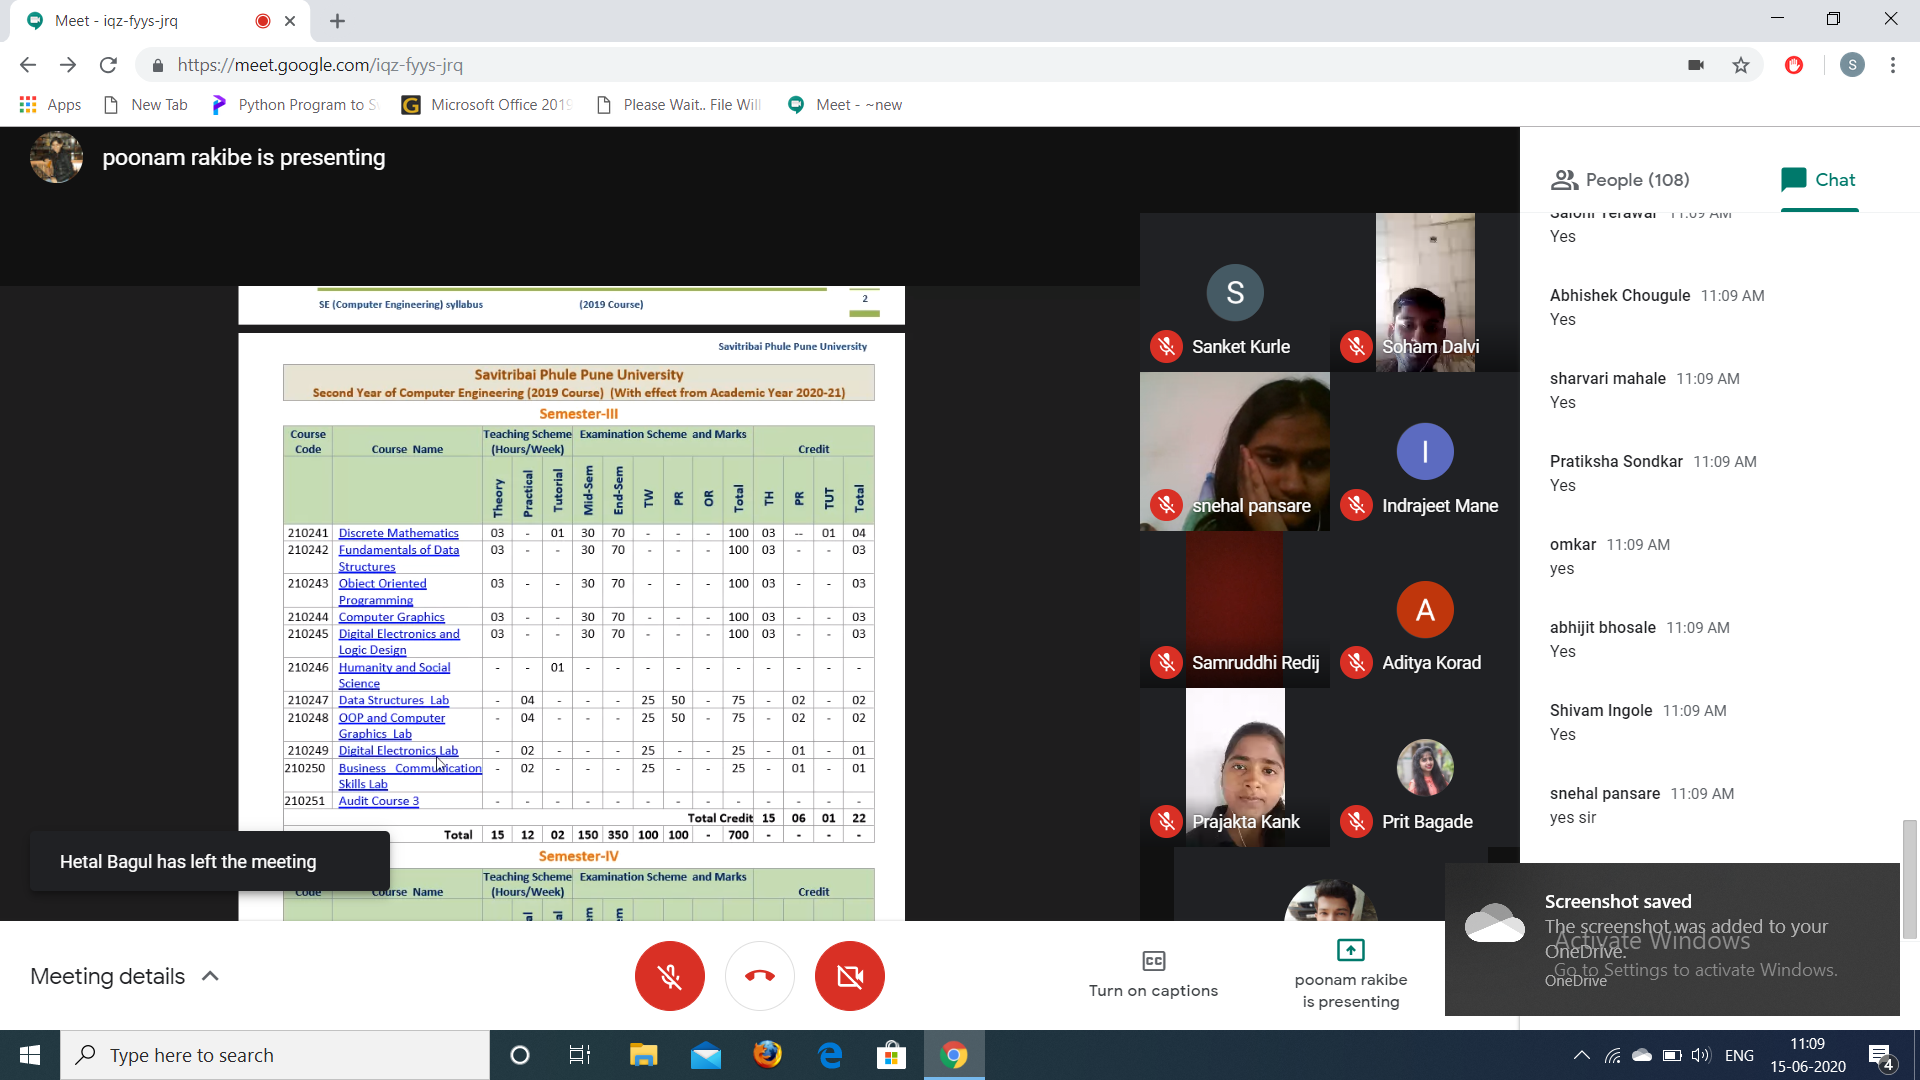 Meet - iqz-fyys-jrq
https://meet.google.com/iqz-fyys-jrq
S
Apps
New Tab
Python Program to S
Microsoft Office 2019
Please Wait.. File Will
Meet - ~new
poonam rakibe is presenting
People (108)
Chat
SE (Computer Engineering) syllabus (2019 Course) 2
Savitribai Phule Pune University
Savitribai Phule Pune University
Second Year of Computer Engineering (2019 Course) (With effect from Academic Year 2020-21)
Semester-III
Course Code Course Name Teaching Scheme (Hours/Week) Examination Scheme and Marks Credit
Theory Practical Tutorial Mid-Sem End-Sem TW PR OR Total TH PR TUT Total
210241 Discrete Mathematics 03 - 01 30 70 - - - 100 03 -- 01 04
210242 Fundamentals of Data Structures 03 - - 30 70 - - - 100 03 - - 03
210243 Object Oriented Programming 03 - - 30 70 - - - 100 03 - - 03
210244 Computer Graphics 03 - - 30 70 - - - 100 03 - - 03
210245 Digital Electronics and Logic Design 03 - - 30 70 - - - 100 03 - - 03
210246 Humanity and Social Science - - 01 - - - - - - - - - -
210247 Data Structures Lab - 04 - - - 25 50 - 75 - 02 - 02
210248 OOP and Computer Graphics Lab - 04 - - - 25 50 - 75 - 02 - 02
210249 Digital Electronics Lab - 02 - - - 25 - - 25 - 01 - 01
210250 Business Communication Skills Lab - 02 - - - 25 - - 25 - 01 - 01
210251 Audit Course 3 - - - - - - - - - - - - -
Total Credit 15 06 01 22
Total 15 12 02 150 350 100 100 - 700 - - - -
Semester-IV
Code Course Name Teaching Scheme (Hours/Week) Examination Scheme and Marks Credit
Hetal Bagul has left the meeting
S
Sanket Kurle
Soham Dalvi
snehal pansare
I
Indrajeet Mane
Samruddhi Redij
A
Aditya Korad
Prajakta Kank
Prit Bagade
Saloni Terawar 11:09 AM
Yes
Abhishek Chougule 11:09 AM
Yes
sharvari mahale 11:09 AM
Yes
Pratiksha Sondkar 11:09 AM
Yes
omkar 11:09 AM
yes
abhijit bhosale 11:09 AM
Yes
Shivam Ingole 11:09 AM
Yes
snehal pansare 11:09 AM
yes sir
Screenshot saved
The screenshot was added to your
OneDrive.
OneDrive
Activate Windows
Go to Settings to activate Windows.
Meeting details
Turn on captions
poonam rakibe
is presenting
Type here to search
ENG
11:09
15-06-2020
4